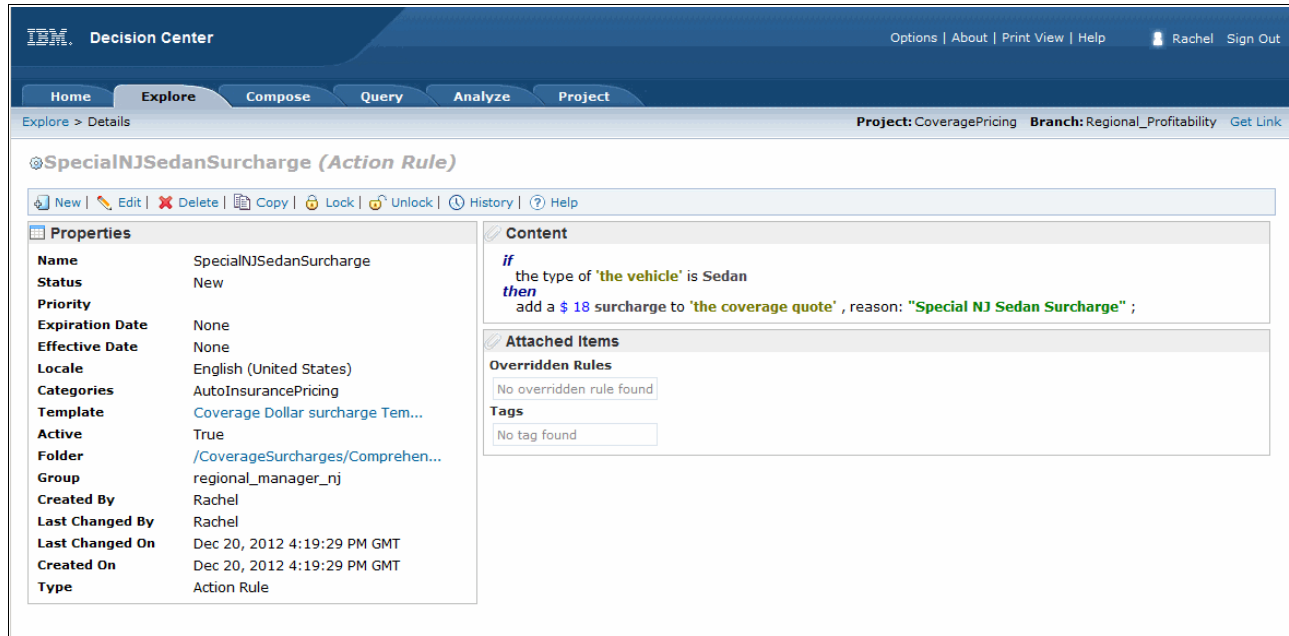 IBM. Decision Center
Options | About | Print View | Help Rachel Sign Out
Home Explore Compose Query Analyze Project
Explore > Details Project: CoveragePricing Branch: Regional_Profitability Get Link
SpecialNJSedanSurcharge (Action Rule)
New | Edit | Delete | Copy | Lock | Unlock | History | Help
Properties
Name SpecialNJSedanSurcharge
Status New
Priority
Expiration Date None
Effective Date None
Locale English (United States)
Categories AutoInsurancePricing
Template Coverage Dollar surcharge Tem...
Active True
Folder /CoverageSurcharges/Comprehen...
Group regional_manager_nj
Created By Rachel
Last Changed By Rachel
Last Changed On Dec 20, 2012 4:19:29 PM GMT
Created On Dec 20, 2012 4:19:29 PM GMT
Type Action Rule
Content
if
the type of 'the vehicle' is Sedan
then
add a $ 18 surcharge to 'the coverage quote' , reason: "Special NJ Sedan Surcharge" ;
Attached Items
Overridden Rules
No overridden rule found
Tags
No tag found